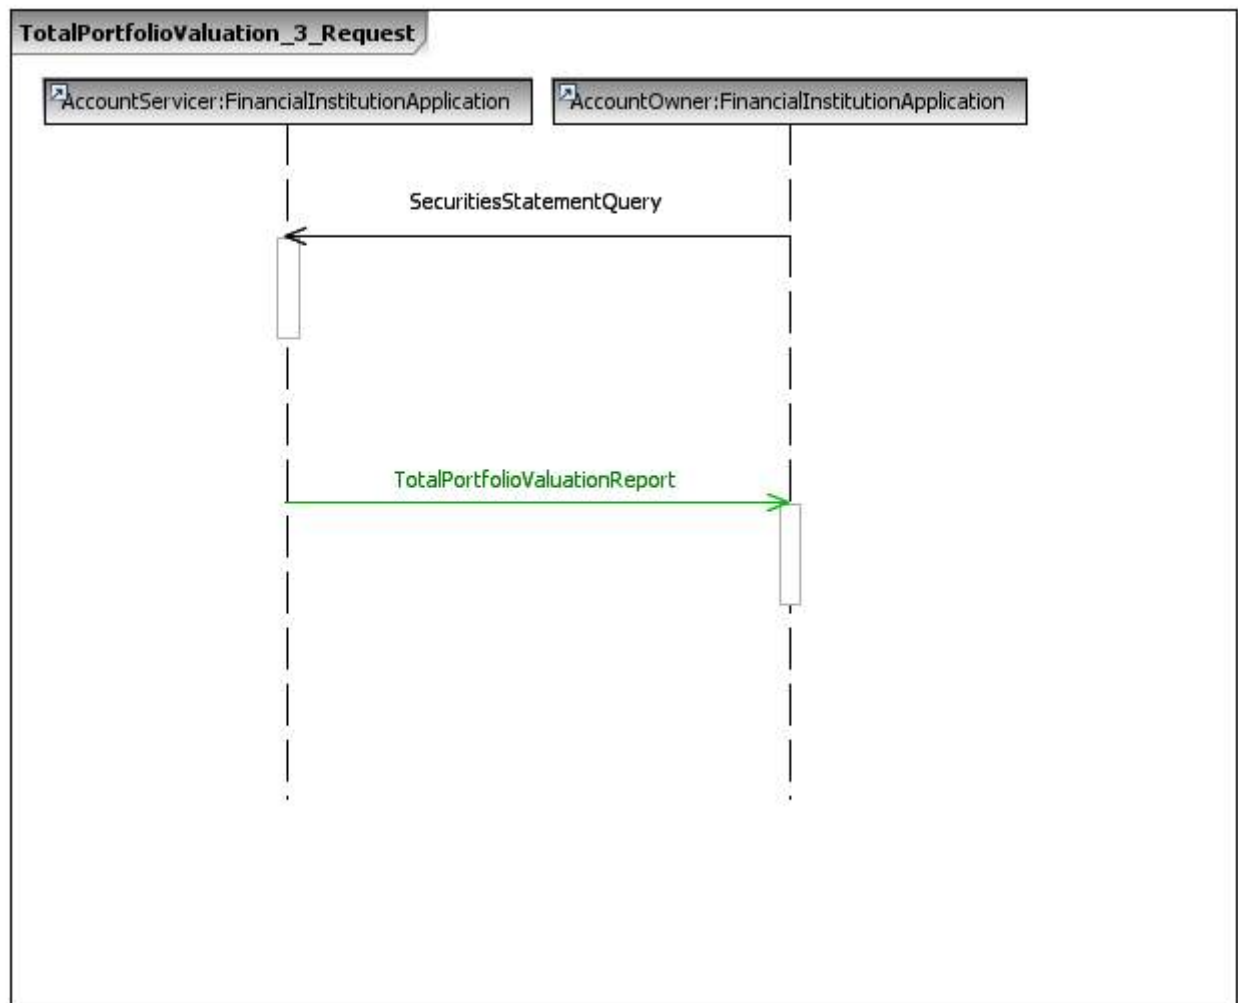 TotalPortfolioValuation_3_Request
AccountServicer:FinancialInstitutionApplication
AccountOwner:FinancialInstitutionApplication
SecuritiesStatementQuery
TotalPortfolioValuationReport